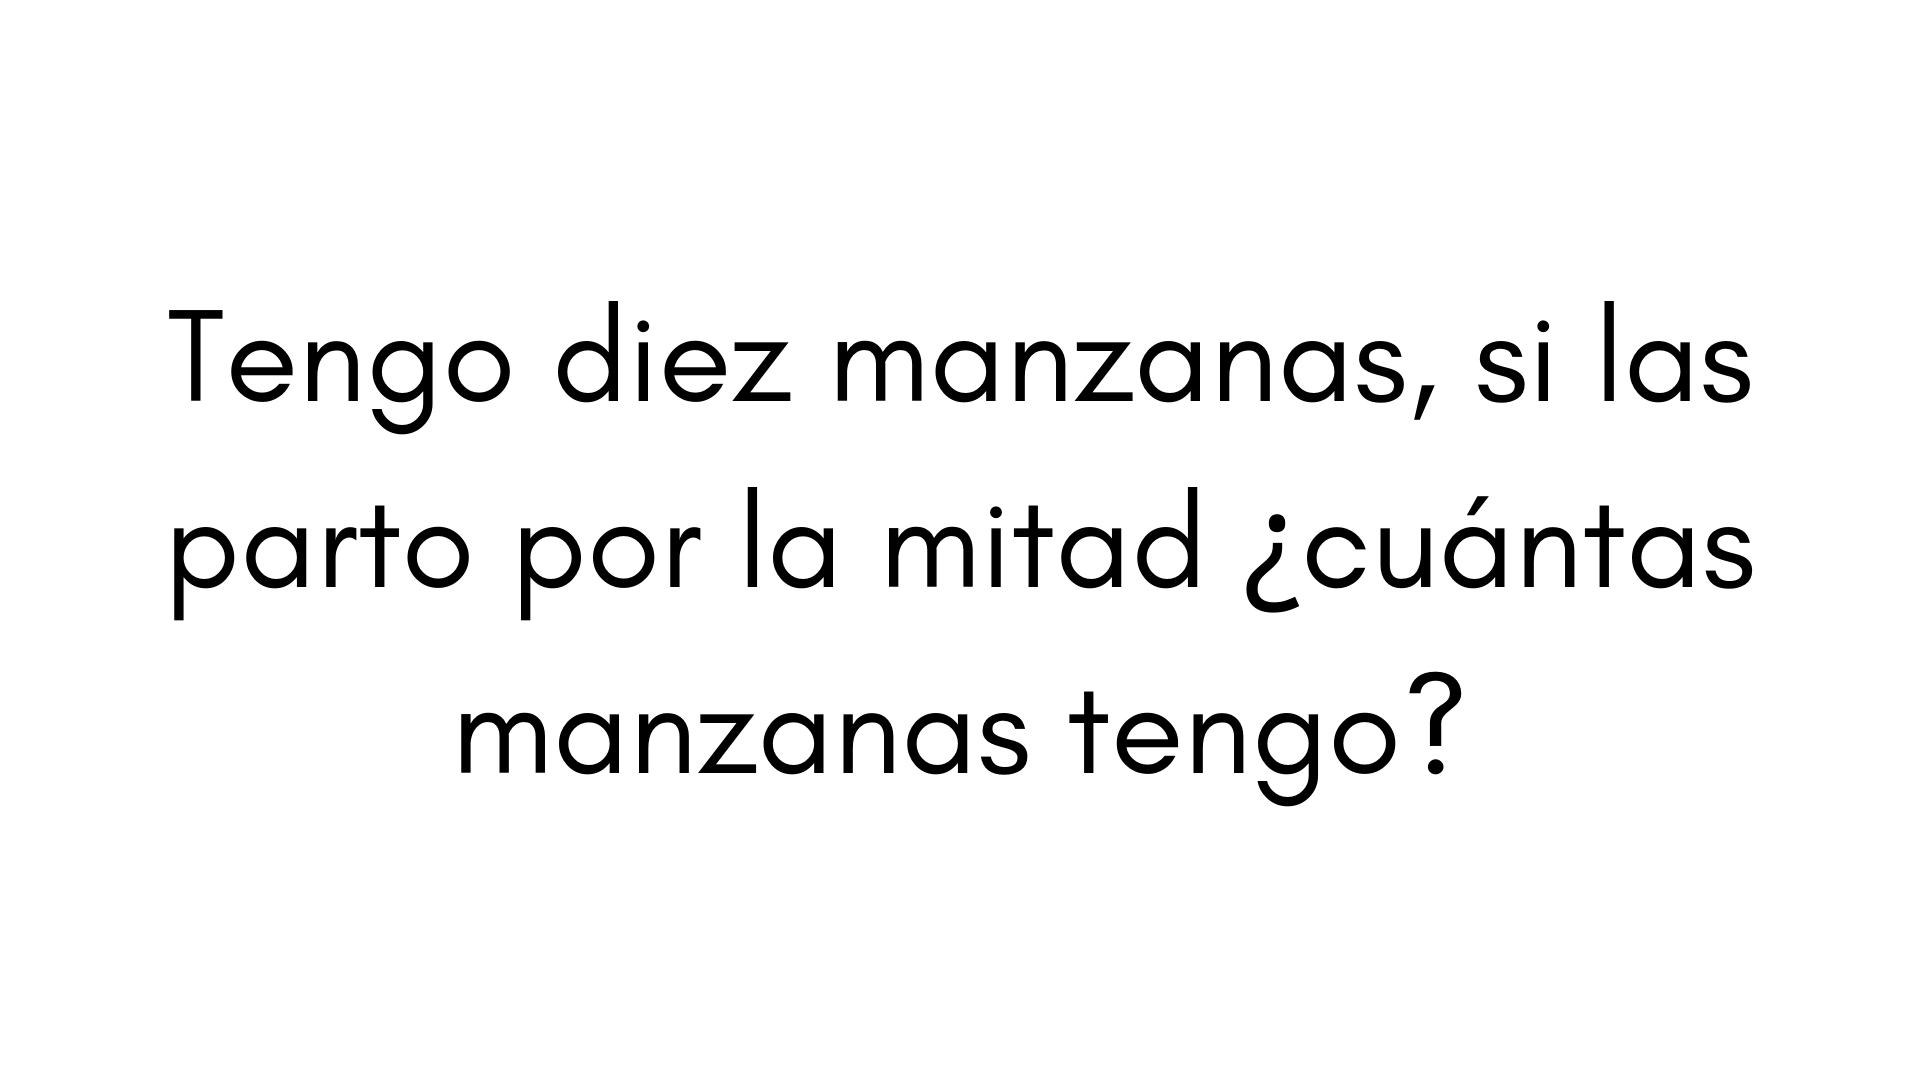 Tengo diez manzanas, si las
parto por la mitad ¿cuántas
manzanas tengo?